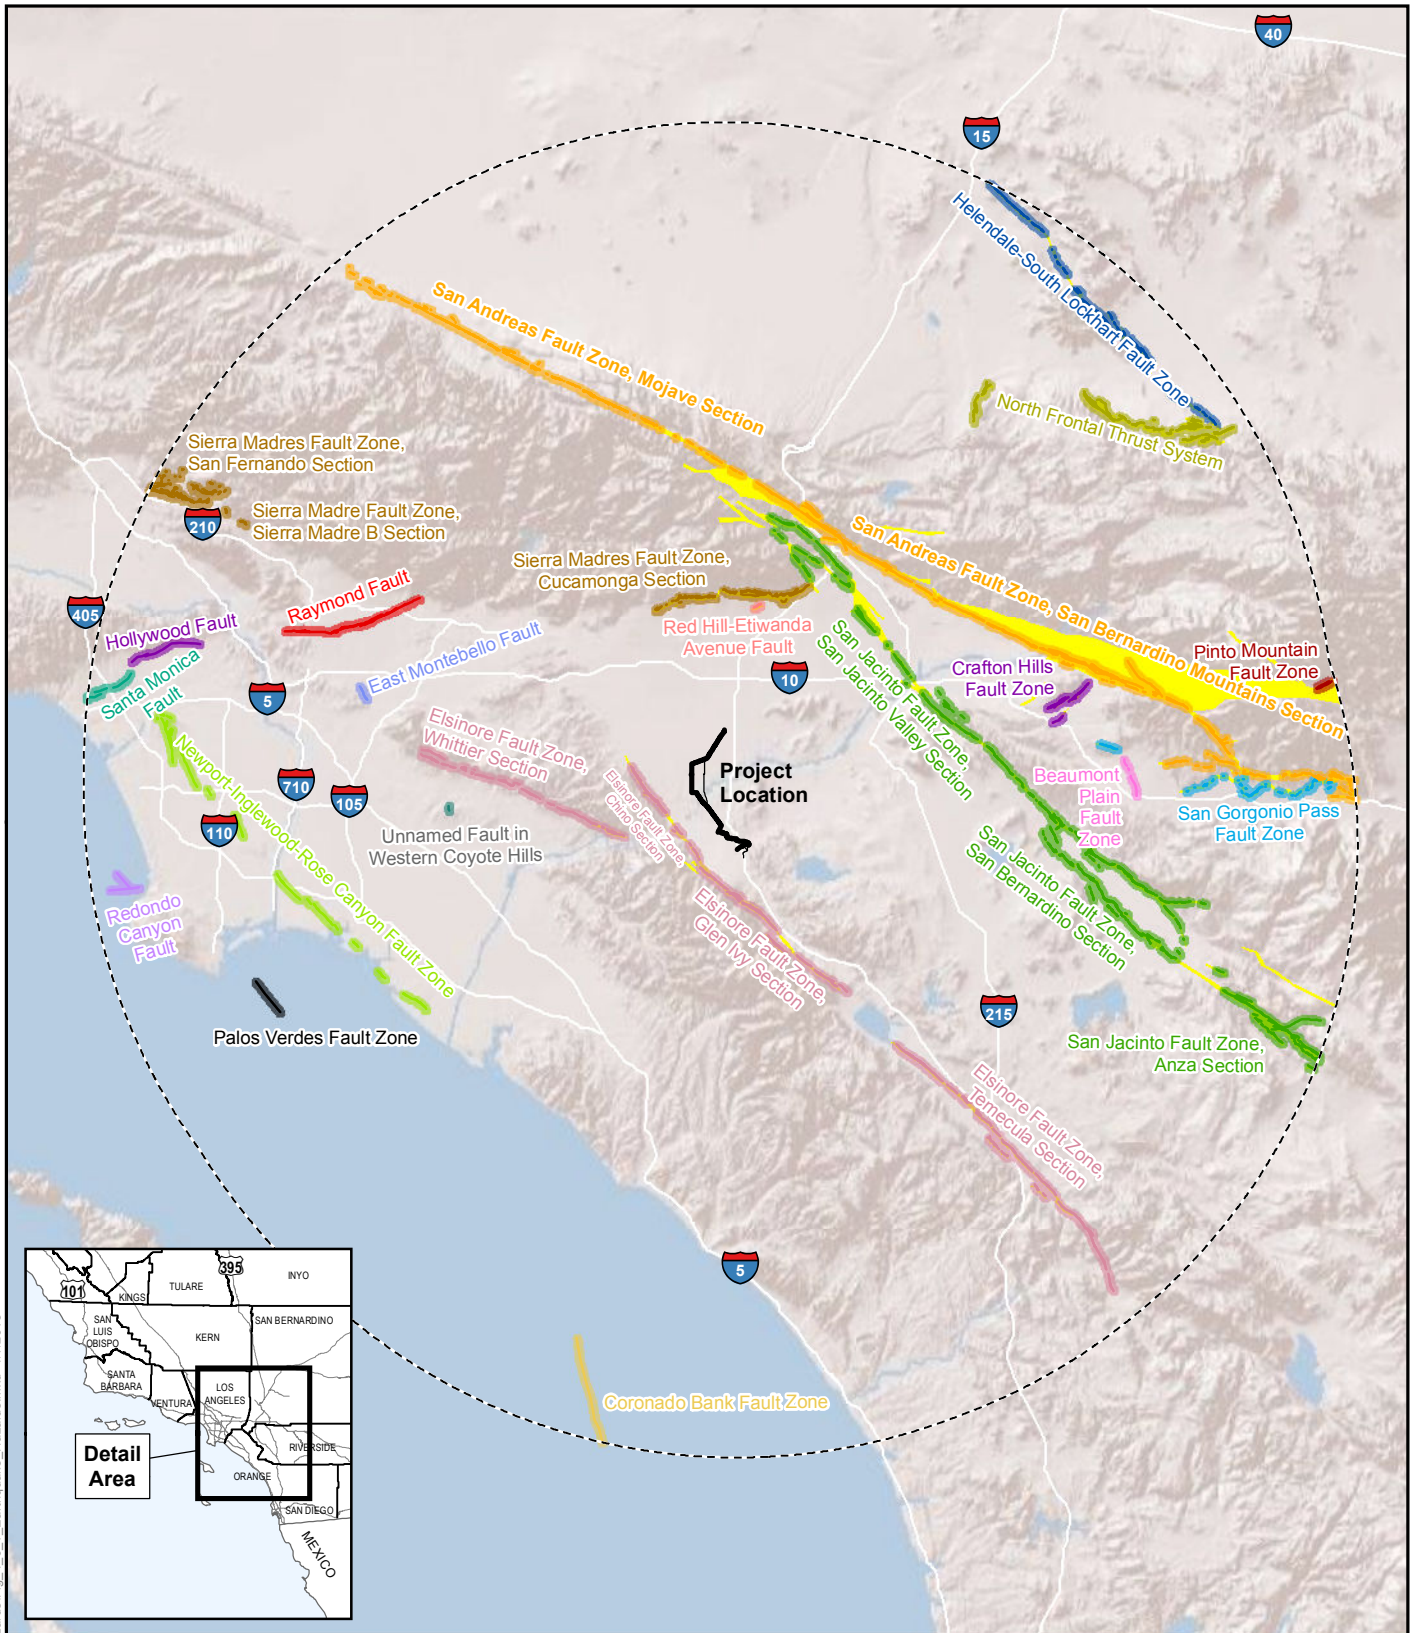 40
15
Helendale-South Lockhart Fault Zone
San Andreas Fault Zone, Mojave Section
North Frontal Thrust System
Sierra Madres Fault Zone,
San Fernando Section
210
Sierra Madre Fault Zone,
Sierra Madre B Section
San Andreas Fault Zone, San Bernardino Mountains Section
Sierra Madres Fault Zone,
Cucamonga Section
405
Raymond Fault
Hollywood Fault
Red Hill-Etiwanda
Avenue Fault
San Jacinto Fault Zone,
San Jacinto Valley Section
East Montebello Fault
Santa Monica
Fault
5
10
Crafton Hills
Fault Zone
Pinto Mountain
Fault Zone
Elsinore Fault Zone,
Whittier Section
Newport-Inglewood-Rose Canyon Fault Zone
710
105
110
Elsinore Fault Zone,
Chino Section
Project
Location
Beaumont
Plain
Fault
Zone
San Gorgonio Pass
Fault Zone
Unnamed Fault in
Western Coyote Hills
San Jacinto Fault Zone,
San Bernardino Section
Redondo
Canyon
Fault
Elsinore Fault Zone,
Glen Ivy Section
215
Palos Verdes Fault Zone
San Jacinto Fault Zone,
Anza Section
Elsinore Fault Zone,
Temecula Section
5
Coronado Bank Fault Zone
395
INYO
101
KINGS
TULARE
SAN
LUIS
OBISPO
KERN
SAN BERNARDINO
SANTA
BARBARA
VENTURA
LOS
ANGELES
RIVERSIDE
ORANGE
SAN DIEGO
MEXICO
Detail
Area